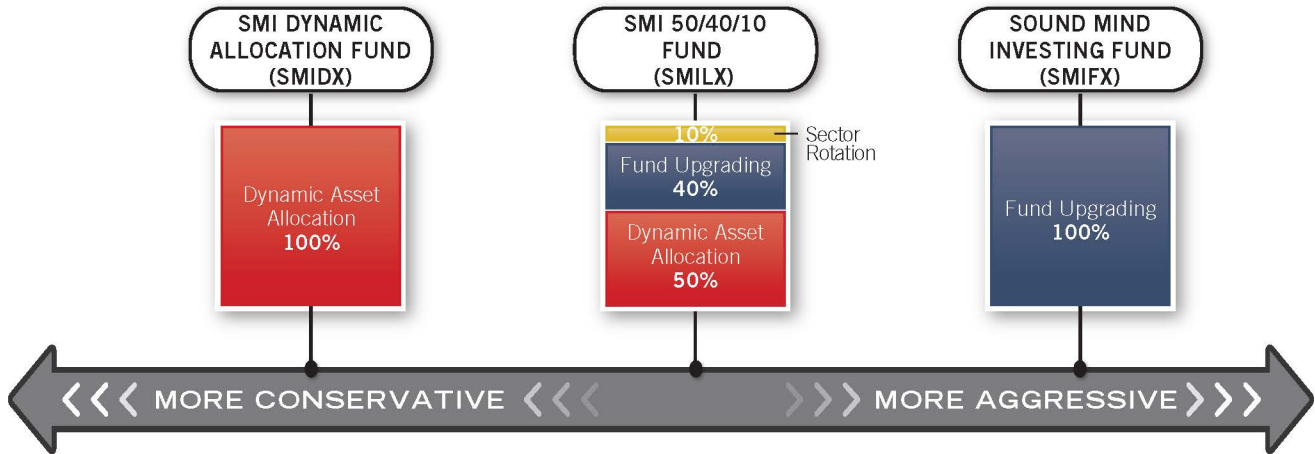 SMI DYNAMIC
ALLOCATION FUND
(SMIDX)
SMI 50/40/10
FUND
(SMILX)
SOUND MIND
INVESTING FUND
(SMIFX)
Dynamic Asset
Allocation
100%
10%
Sector
Rotation
Fund Upgrading
40%
Dynamic Asset
Allocation
50%
Fund Upgrading
100%
MORE CONSERVATIVE
MORE AGGRESSIVE